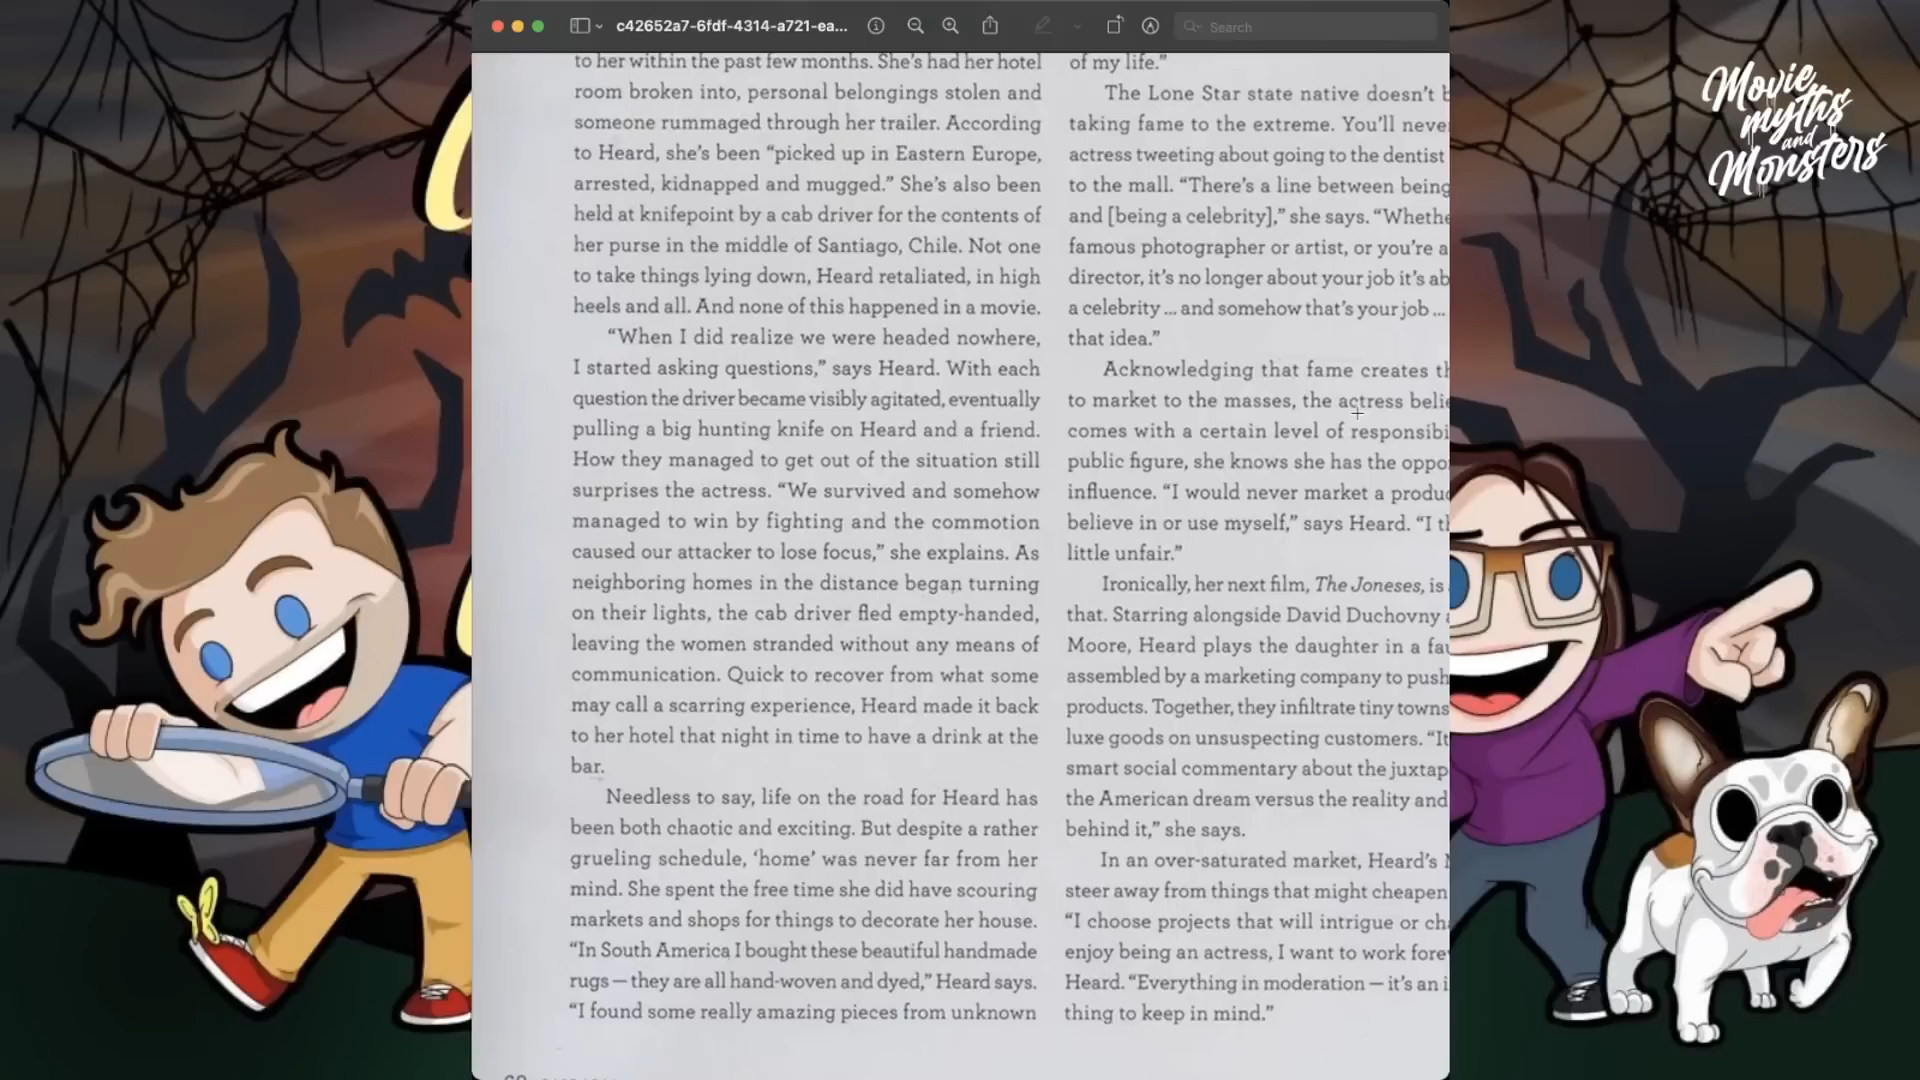 c42652a7-6fdf-4314-a721-ea...
Search
Movie
myths
and
Monsters
to her within the past few months. She's had her hotel
room broken into, personal belongings stolen and
someone rummaged through her trailer. According
to Heard, she's been “picked up in Eastern Europe,
arrested, kidnapped and mugged.” She's also been
held at knifepoint by a cab driver for the contents of
her purse in the middle of Santiago, Chile. Not one
to take things lying down, Heard retaliated, in high
heels and all. And none of this happened in a movie.
“When I did realize we were headed nowhere,
I started asking questions,” says Heard. With each
question the driver became visibly agitated, eventually
pulling a big hunting knife on Heard and a friend.
How they managed to get out of the situation still
surprises the actress. “We survived and somehow
managed to win by fighting and the commotion
caused our attacker to lose focus,” she explains. As
neighboring homes in the distance began turning
on their lights, the cab driver fled empty-handed,
leaving the women stranded without any means of
communication. Quick to recover from what some
may call a scarring experience, Heard made it back
to her hotel that night in time to have a drink at the
bar.
Needless to say, life on the road for Heard has
been both chaotic and exciting. But despite a rather
grueling schedule, ‘home’ was never far from her
mind. She spent the free time she did have scouring
markets and shops for things to decorate her house.
“In South America I bought these beautiful handmade
rugs — they are all hand-woven and dyed,” Heard says.
“I found some really amazing pieces from unknown
of my life.”
The Lone Star state native doesn't b
taking fame to the extreme. You'll neve
actress tweeting about going to the dentist
to the mall. “There's a line between being
and [being a celebrity],” she says. “Whethe
famous photographer or artist, or you're a
director, it's no longer about your job it's ab
a celebrity ... and somehow that's your job ...
that idea.”
Acknowledging that fame creates th
to market to the masses, the actress belie
comes with a certain level of responsibi
public figure, she knows she has the oppo
influence. “I would never market a produ
believe in or use myself,” says Heard. “I th
little unfair.”
Ironically, her next film, The Joneses, is
that. Starring alongside David Duchovny
Moore, Heard plays the daughter in a fau
assembled by a marketing company to push
products. Together, they infiltrate tiny towns
luxe goods on unsuspecting customers. “It
smart social commentary about the juxtap
the American dream versus the reality and
behind it,” she says.
In an over-saturated market, Heard's
steer away from things that might cheapen
“I choose projects that will intrigue or ch
enjoy being an actress, I want to work fore
Heard. “Everything in moderation — it's an i
thing to keep in mind.”